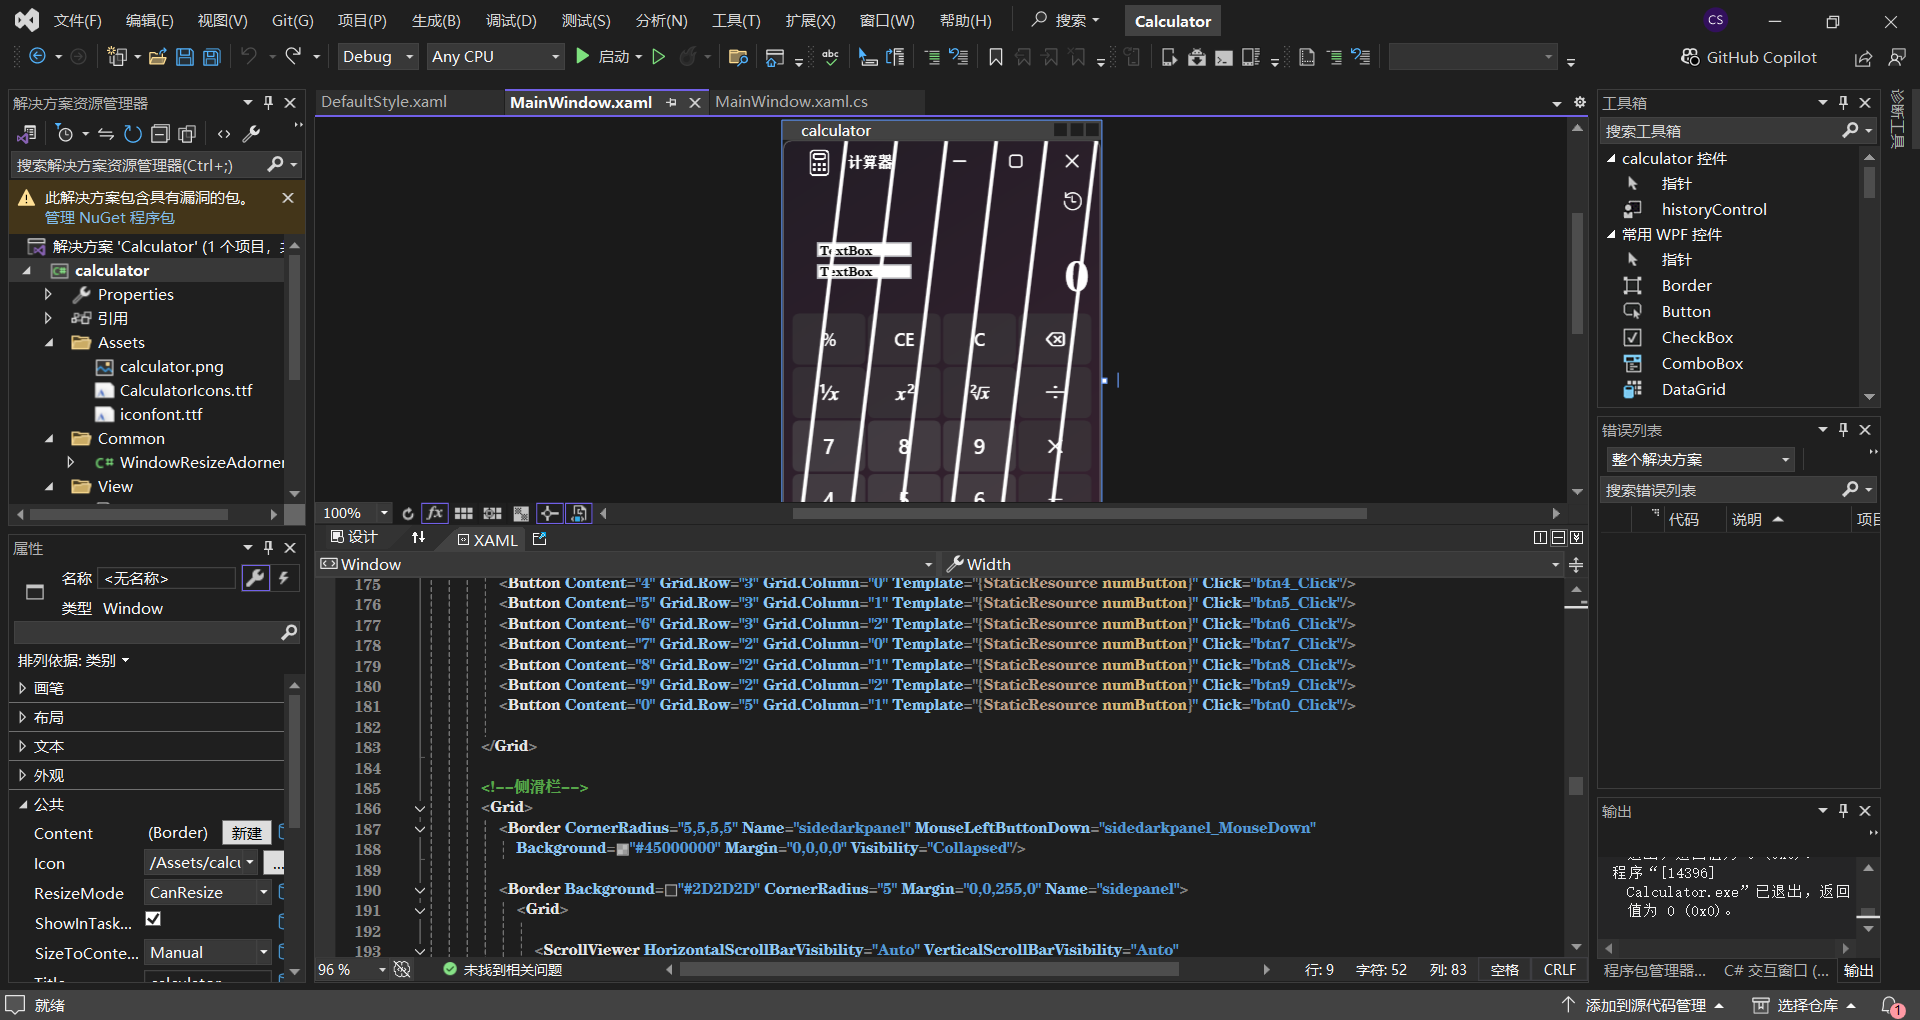 文件(F) 编辑(E) 视图(V) Git(G) 项目(P) 生成(B) 调试(D) 测试(S) 分析(N) 工具(T) 扩展(X) 窗口(W) 帮助(H) 搜索 Calculator CS
Debug Any CPU 启动 abc GitHub Copilot
解决方案资源管理器
搜索解决方案资源管理器(Ctrl+;)
此解决方案包含具有漏洞的包。
管理 NuGet 程序包
解决方案 'Calculator' (1 个项目,
calculator
Properties
引用
Assets
calculator.png
CalculatorIcons.ttf
iconfont.ttf
Common
C# WindowResizeAdorner
View
属性
名称 <无名称>
类型 Window
排列依据: 类别
画笔
布局
文本
外观
公共
Content (Border) 新建
Icon /Assets/calcu ...
ResizeMode CanResize
ShowInTask...
SizeToConte... Manual
DefaultStyle.xaml MainWindow.xaml MainWindow.xaml.cs
calculator
计算器
TextBox
TextBox
0
% CE C
¹/x x² ²√x ÷
7 8 9 ×
4 5 6
100% fx
设计 XAML
Window Width
175 <Button Content="4" Grid.Row="3" Grid.Column="0" Template="{StaticResource numButton}" Click="btn4_Click"/>
176 <Button Content="5" Grid.Row="3" Grid.Column="1" Template="{StaticResource numButton}" Click="btn5_Click"/>
177 <Button Content="6" Grid.Row="3" Grid.Column="2" Template="{StaticResource numButton}" Click="btn6_Click"/>
178 <Button Content="7" Grid.Row="2" Grid.Column="0" Template="{StaticResource numButton}" Click="btn7_Click"/>
179 <Button Content="8" Grid.Row="2" Grid.Column="1" Template="{StaticResource numButton}" Click="btn8_Click"/>
180 <Button Content="9" Grid.Row="2" Grid.Column="2" Template="{StaticResource numButton}" Click="btn9_Click"/>
181 <Button Content="0" Grid.Row="5" Grid.Column="1" Template="{StaticResource numButton}" Click="btn0_Click"/>
182
183 </Grid>
184
185 <!--侧滑栏-->
186 <Grid>
187 <Border CornerRadius="5,5,5,5" Name="sidedarkpanel" MouseLeftButtonDown="sidedarkpanel_MouseDown"
188 Background="#45000000" Margin="0,0,0,0" Visibility="Collapsed"/>
189
190 <Border Background="#2D2D2D" CornerRadius="5" Margin="0,0,255,0" Name="sidepanel">
191 <Grid>
192
193 <ScrollViewer HorizontalScrollBarVisibility="Auto" VerticalScrollBarVisibility="Auto"
96 % 未找到相关问题 行: 9 字符: 52 列: 83 空格 CRLF
工具箱
搜索工具箱
calculator 控件
指针
historyControl
常用 WPF 控件
指针
Border
Button
CheckBox
ComboBox
DataGrid
诊断工具
错误列表
整个解决方案
搜索错误列表
代码 说明 项目
输出
程序“[14396]
Calculator.exe”已退出，返回
值为 0 (0x0)。
程序包管理器... C# 交互窗口 (... 输出
就绪 添加到源代码管理 选择仓库 1